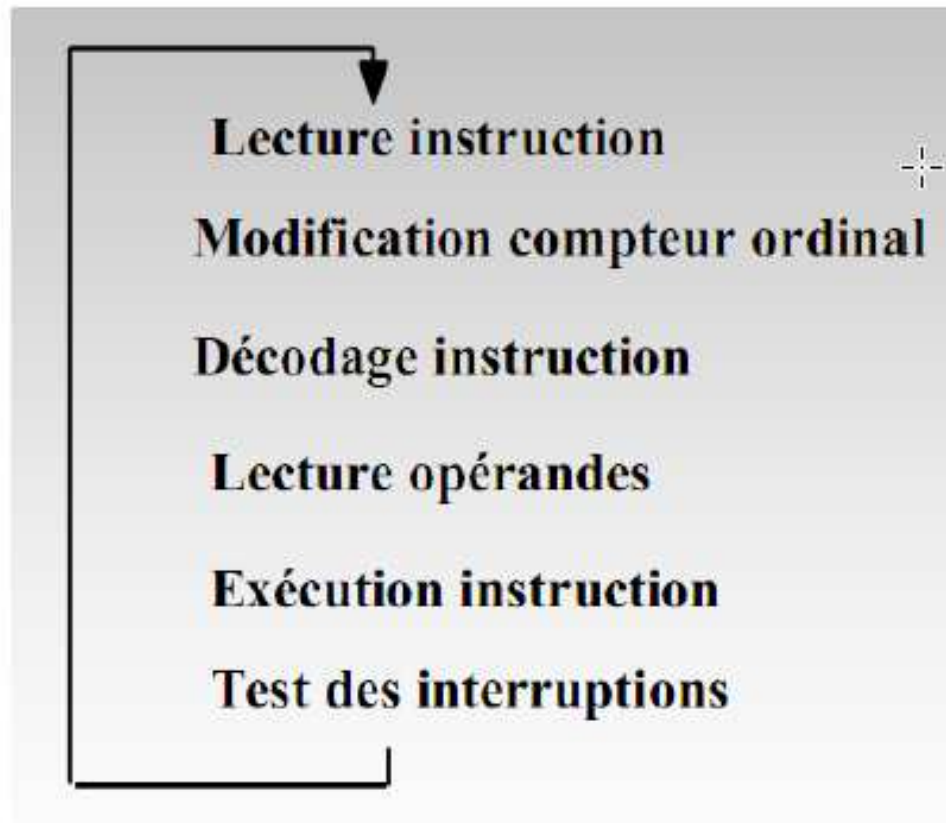 Lecture instruction
Modification compteur ordinal
Décodage instruction
Lecture opérandes
Exécution instruction
Test des interruptions